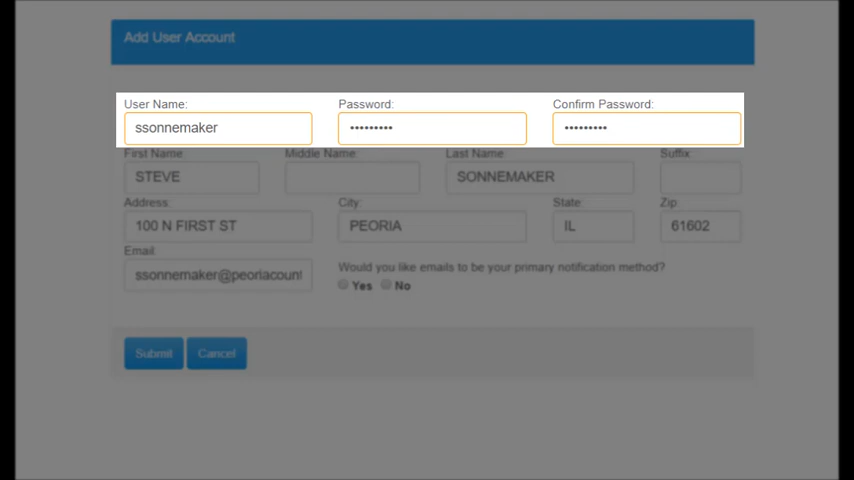 Add User Account
User Name: Password: Confirm Password:
ssonnemaker ••••••••• •••••••••
First Name: Middle Name: Last Name: Suffix:
STEVE SONNEMAKER
Address: City: State: Zip:
100 N FIRST ST PEORIA IL 61602
Email:
Would you like emails to be your primary notification method?
ssonnemaker@peoriacount
Yes No
Submit Cancel